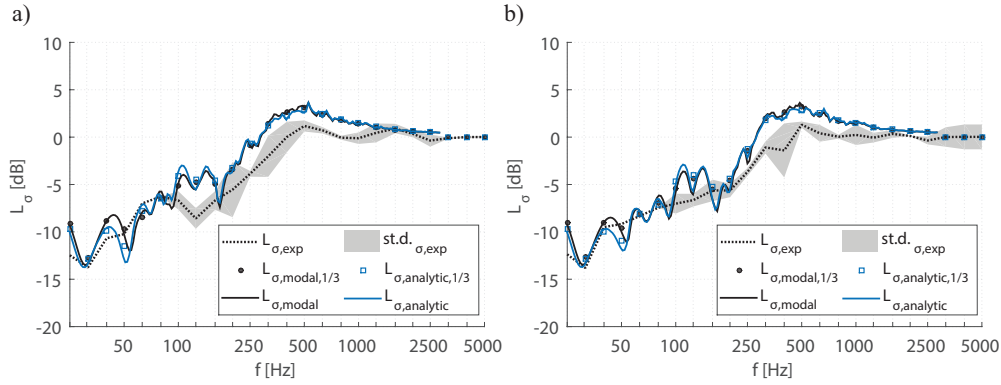 a)
10
5
0
-5
-10
-15
-20
L σ [dB]
50 100 250 500 1000 2500 5000
f [Hz]
L σ,exp st.d. σ,exp
L σ,modal,1/3 L σ,analytic,1/3
L σ,modal L σ,analytic
b)
10
5
0
-5
-10
-15
-20
L σ [dB]
50 100 250 500 1000 2500 5000
f [Hz]
L σ,exp st.d. σ,exp
L σ,modal,1/3 L σ,analytic,1/3
L σ,modal L σ,analytic